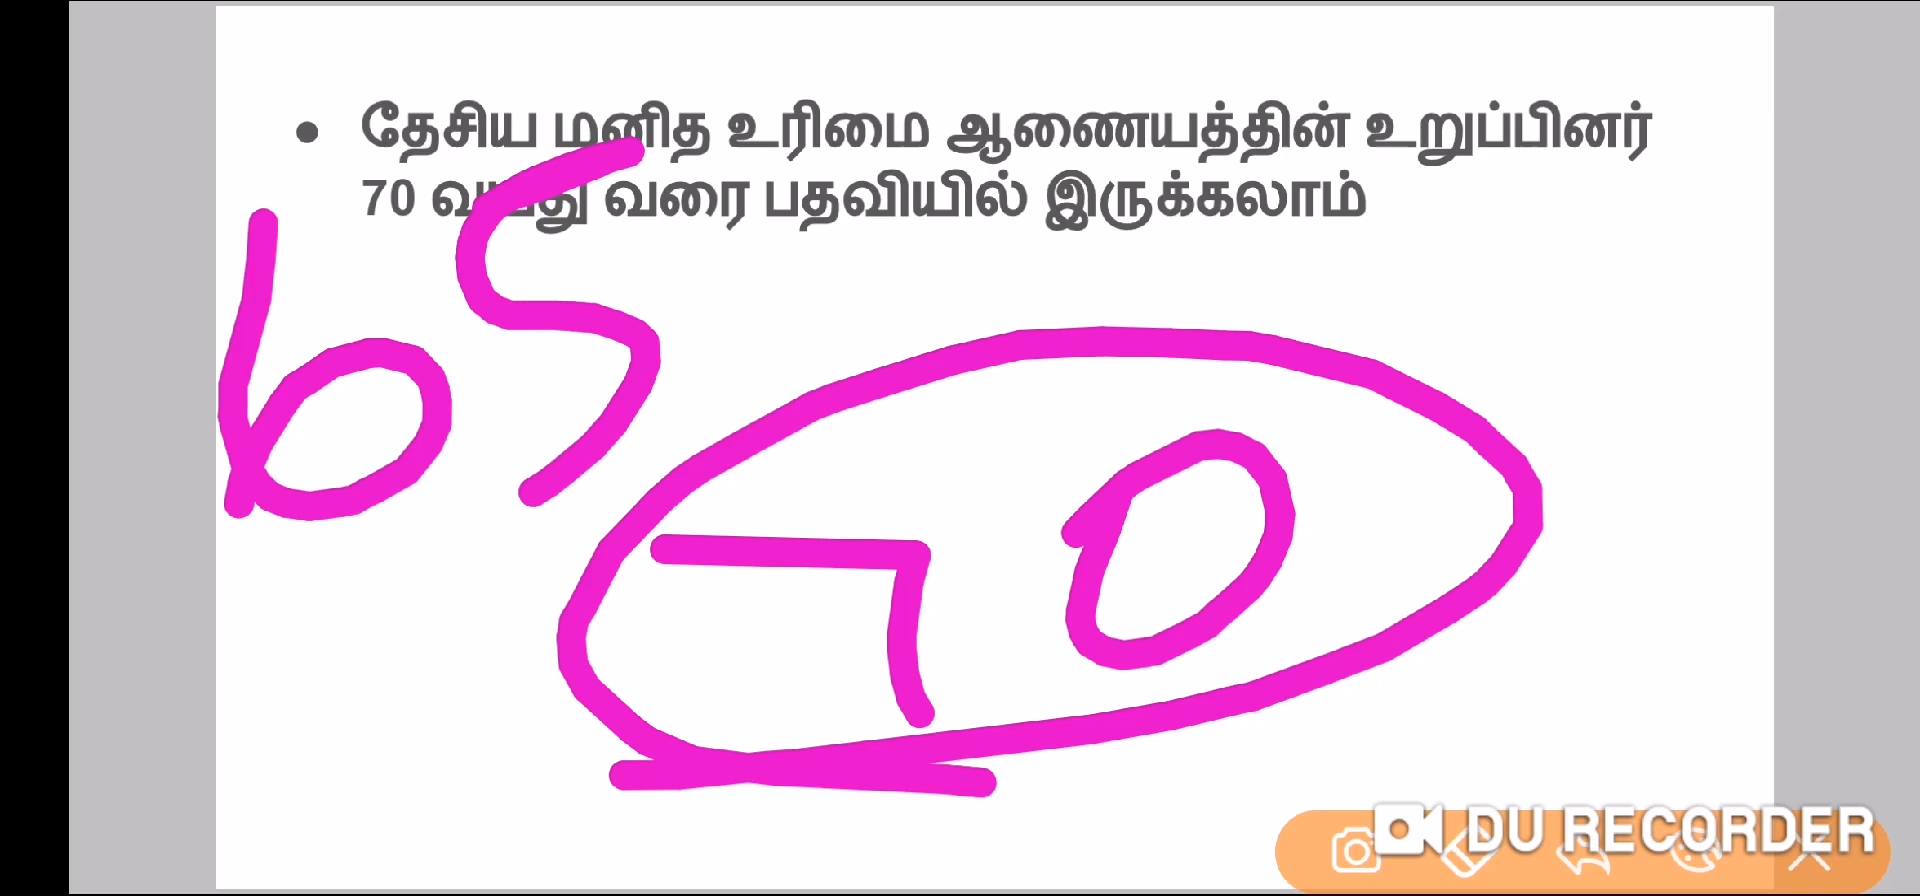 • தேசிய மனித உரிமை ஆணையத்தின் உறுப்பினர்
70 வயது வரை பதவியில் இருக்கலாம்
65
70
DU RECORDER